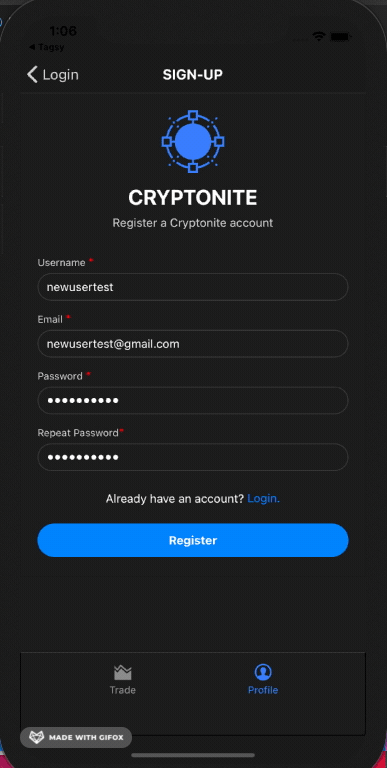 1:06
◀ Tagsy
Login
SIGN-UP
CRYPTONITE
Register a Cryptonite account
Username *
newusertest
Email *
newusertest@gmail.com
Password *
••••••••••
Repeat Password*
••••••••••
Already have an account? Login.
Register
Trade
Profile
MADE WITH GIFOX